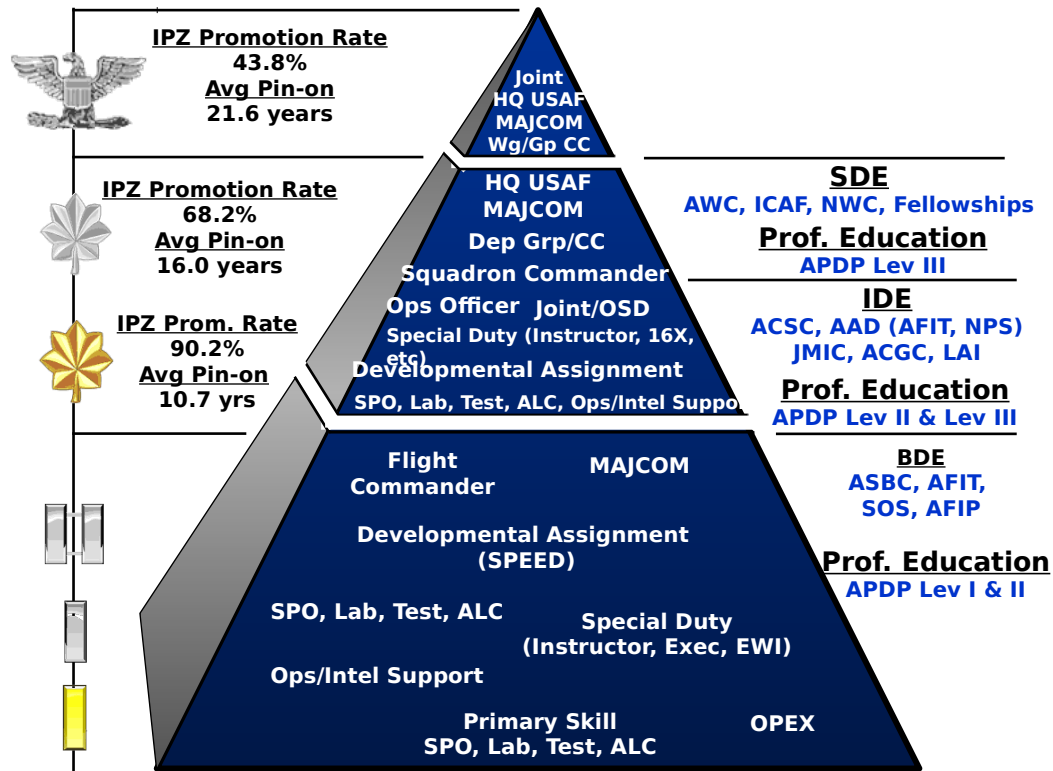 IPZ Promotion Rate
43.8%
Avg Pin-on
21.6 years
IPZ Promotion Rate
68.2%
Avg Pin-on
16.0 years
IPZ Prom. Rate
90.2%
Avg Pin-on
10.7 yrs
Joint
HQ USAF
MAJCOM
Wg/Gp CC
HQ USAF
MAJCOM
Dep Grp/CC
Squadron Commander
Ops Officer Joint/OSD
Special Duty (Instructor, 16X,
etc)
Developmental Assignment
SPO, Lab, Test, ALC, Ops/Intel Suppo
Flight
Commander
MAJCOM
Developmental Assignment
(SPEED)
SPO, Lab, Test, ALC
Special Duty
(Instructor, Exec, EWI)
Ops/Intel Support
Primary Skill
SPO, Lab, Test, ALC
OPEX
SDE
AWC, ICAF, NWC, Fellowships
Prof. Education
APDP Lev III
IDE
ACSC, AAD (AFIT, NPS)
JMIC, ACGC, LAI
Prof. Education
APDP Lev II & Lev III
BDE
ASBC, AFIT,
SOS, AFIP
Prof. Education
APDP Lev I & II